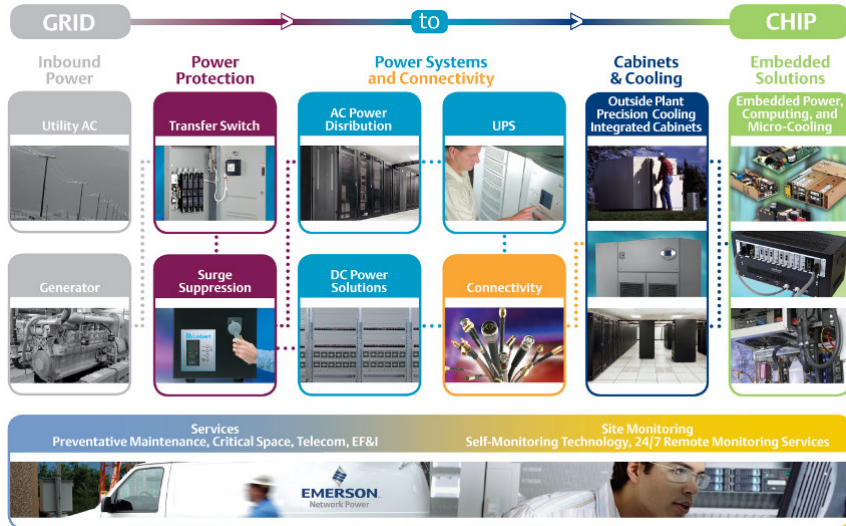 GRID
to
CHIP
Inbound
Power
Power
Protection
Power Systems
and Connectivity
Cabinets
& Cooling
Embedded
Solutions
Utility AC
Transfer Switch
AC Power
Disribution
UPS
Outside Plant
Precision Cooling
Integrated Cabinets
Embedded Power,
Computing, and
Micro-Cooling
Generator
Surge
Suppression
DC Power
Solutions
Connectivity
Services
Preventative Maintenance, Critical Space, Telecom, EF&I
Site Monitoring
Self-Monitoring Technology, 24/7 Remote Monitoring Services
EMERSON
Network Power